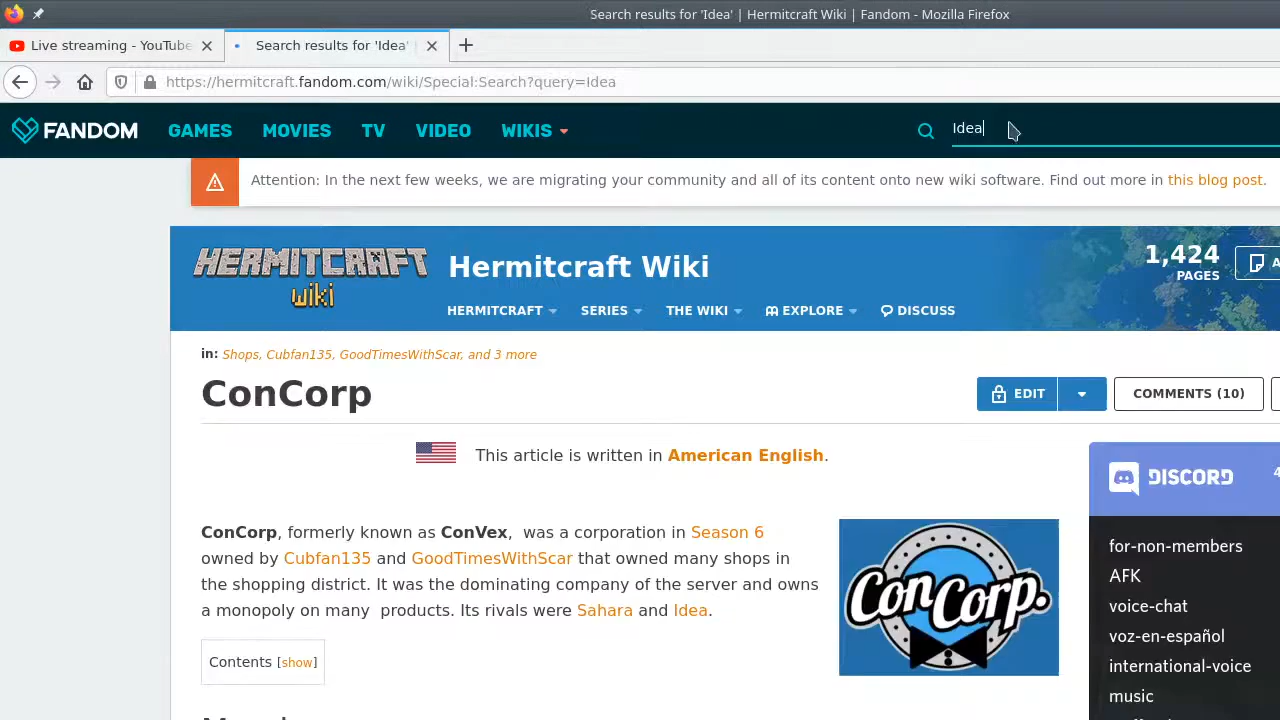 Search results for 'Idea' | Hermitcraft Wiki | Fandom - Mozilla Firefox
Live streaming - YouTube
Search results for 'Idea' |
https://hermitcraft.fandom.com/wiki/Special:Search?query=Idea
FANDOM GAMES MOVIES TV VIDEO WIKIS Idea
Attention: In the next few weeks, we are migrating your community and all of its content onto new wiki software. Find out more in this blog post.
HERMITCRAFT
wiki
Hermitcraft Wiki
1,424
PAGES
A
HERMITCRAFT SERIES THE WIKI EXPLORE DISCUSS
in: Shops, Cubfan135, GoodTimesWithScar, and 3 more
ConCorp
EDIT
COMMENTS (10)
This article is written in American English.
DISCORD
ConCorp, formerly known as ConVex, was a corporation in Season 6
owned by Cubfan135 and GoodTimesWithScar that owned many shops in
the shopping district. It was the dominating company of the server and owns
a monopoly on many products. Its rivals were Sahara and Idea.
ConCorp.
for-non-members
AFK
voice-chat
voz-en-español
international-voice
music
Contents [show]